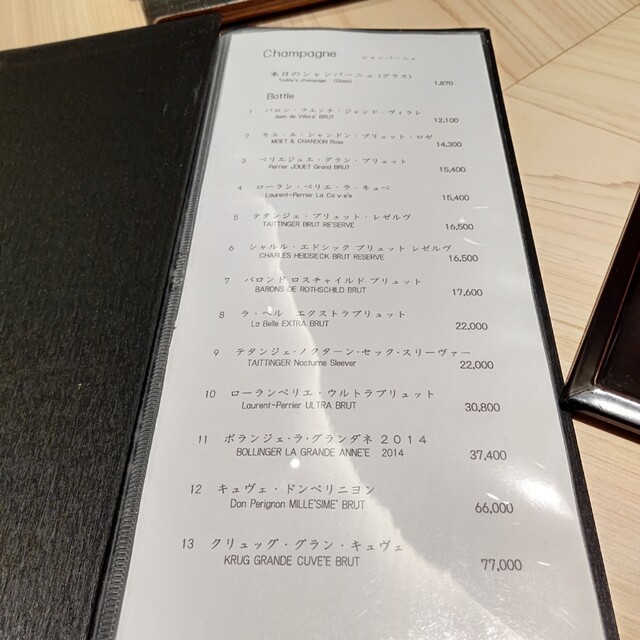 Champagne シャンパーニュ
本日のシャンパーニュ (グラス)
Today's champage (Glass) 1,870
Bottle
1 バロン・フエンテ・ジャンド・ヴィラレ
Jean de Villare' BRUT 12,100
2 モエ・エ・シャンドン・ブリュット・ロゼ
MOET & CHANDON Rose 14,300
3 ペリエジュエ・グラン・ブリュット
Perrier JOUET Grand BRUT 15,400
4 ローラン・ペリエ・ラ・キュベ
Laurent-Perrier La Cuve'e 15,400
5 テタンジェ・ブリュット・レゼルヴ
TAITTINGER BRUT RE'SERVE 16,500
6 シャルル・エドシック ブリュット レゼルヴ
CHARLES HEIDSIECK BRUT RESERVE 16,500
7 バロンド ロスチャイルド ブリュット
BARONS DE ROTHSCHILD BRUT 17,600
8 ラ・ベル エクストラブリュット
La Belle EXTRA BRUT 22,000
9 テタンジェ・ノクターン・セック・スリーヴァー
TAITTINGER Nocturne Sleever 22,000
10 ローランペリエ・ウルトラブリュット
Laurent-Perrier ULTRA BRUT 30,800
11 ボランジェ・ラ・グランダネ 2014
BOLLINGER LA GRANDE ANNE'E 2014 37,400
12 キュヴェ・ドンペリニヨン
Don Perignon MILLE'SIME' BRUT 66,000
13 クリュッグ・グラン・キュヴェ
KRUG GRANDE CUVE'E BRUT 77,000